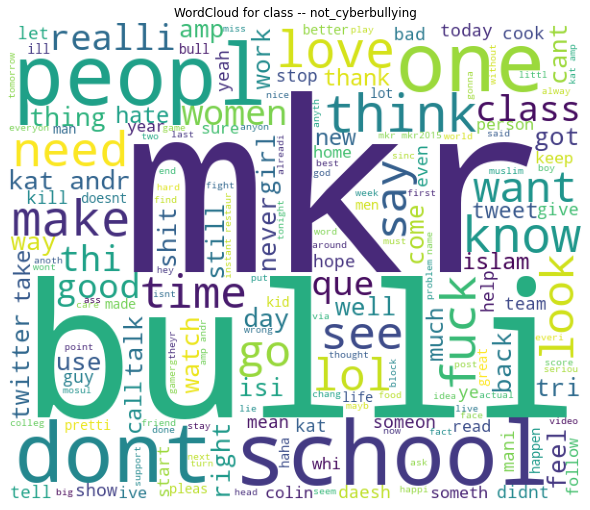 WordCloud for class -- not_cyberbullying
let
realli
amp
miss
love
one
bad
today
cook
cant
kat amp
ill
bull
yeah
work
better
play
tomorrow
peopl
stop
thank
gonna
without
littl
alway
thing
hate
women
think
class
everyon
man
game
year
sure
nice
anyon
lot
anyth
person
mkr mkr2015
world
said
two
last
alreadi
new
got
need
mkr
home
sinc
even
muslim
keep
boy
kat andr
end
hard
find
fight
never
girl
best
god
say
want
kill
doesnt
shit
still
week
men
first
come
tweet
give
make
instant restaur
tonight
word
around
must
know
way
thi
anoth
wont
hey
hope
problem
name
islam
good
time
que
help
look
ass
care
made
isnt
put
kid
via
well
team
twitter take
bulli
day
wrong
see
much
fuck
great
everi
point
use
guy
mosul
call
talk
gamerg
theyr
watch
amp andr
go
isi
lol
thought
block
back
post
ye
score
seriou
tri
chang
mayb
food
idea
actual
colleg
pretti
friend
stay
lie
life
live
face
video
dont
done
right
mean
kat
someon
now
fact
read
mani
happen
feel
follow
support
start
next
turn
haha
school
whi
ask
tell
big
show
ive
pleas
head
colin
seem
daesh
happi
someth
didnt